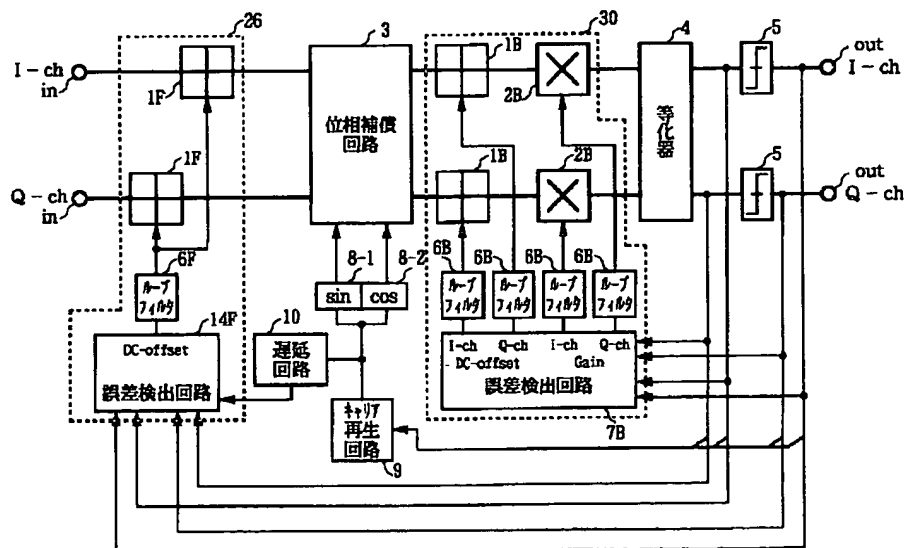 26
3
30
4
5
out
I-ch
1B
I-ch
in
1F
2B
位相補償
回路
等化器
1F
1B
2B
5
out
Q-ch
Q-ch
in
6F
8-1
8-2
6B
6B
6B
6B
ループ
フィルタ
sin
cos
ループ
フィルタ
ループ
フィルタ
ループ
フィルタ
ループ
フィルタ
14F
10
DC-offset
誤差検出回路
遅延
回路
I-ch
Q-ch
I-ch
Q-ch
DC-offset
Gain
誤差検出回路
7B
キャリア
再生
回路
9